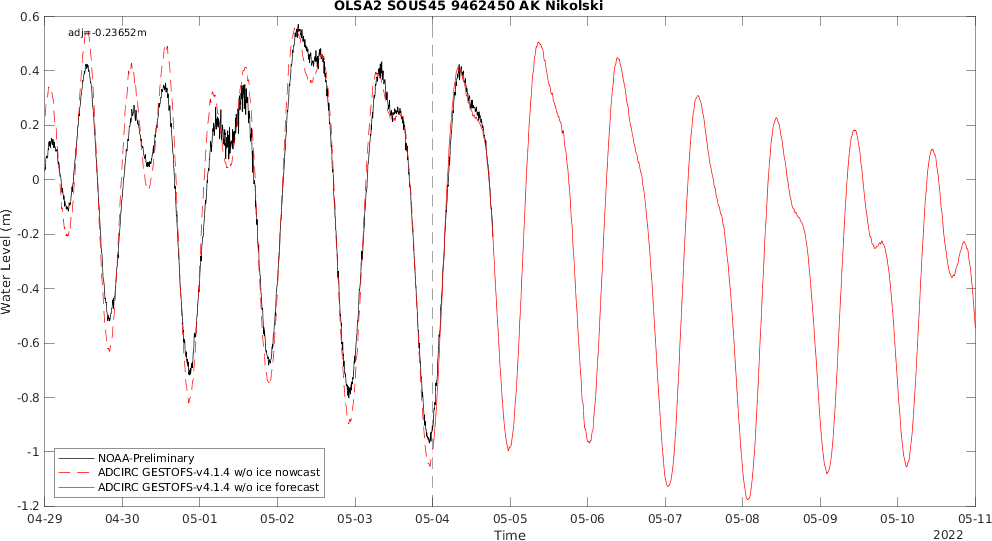 OLSA2 SOUS45 9462450 AK Nikolski
adj=-0.23652m
0.6
0.4
0.2
0
-0.2
-0.4
-0.6
-0.8
-1
-1.2
Water Level (m)
NOAA-Preliminary
ADCIRC GESTOFS-v4.1.4 w/o ice nowcast
ADCIRC GESTOFS-v4.1.4 w/o ice forecast
04-29 04-30 05-01 05-02 05-03 05-04 05-05 05-06 05-07 05-08 05-09 05-10 05-11
Time
2022